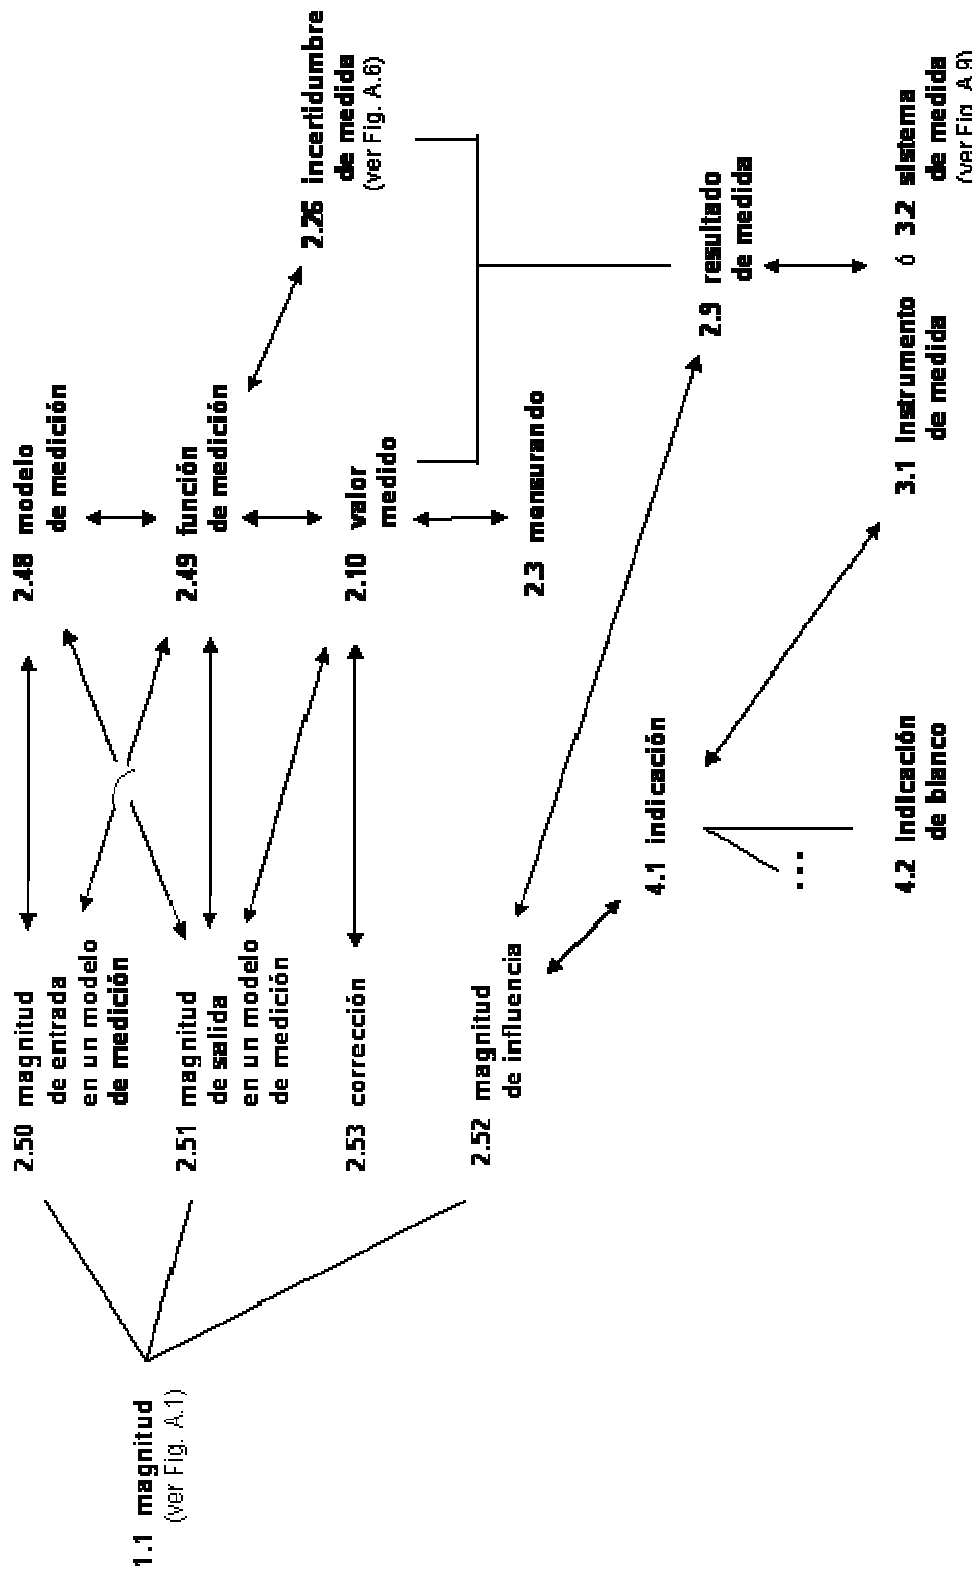 1.1 magnitud
(ver Fig. A.1)
2.50 magnitud
de entrada
en un modelo
de medición
2.51 magnitud
de salida
en un modelo
de medición
2.53 corrección
2.52 magnitud
de influencia
2.48 modelo
de medición
2.49 función
de medición
2.10 valor
medido
2.3 mensurando
2.26 incertidumbre
de medida
(ver Fig. A.6)
2.9 resultado
de medida
4.1 indicación
...
4.2 indicación
de blanco
3.1 instrumento
de medida
ó 3.2 sistema
de medida
(ver Fig. A.9)